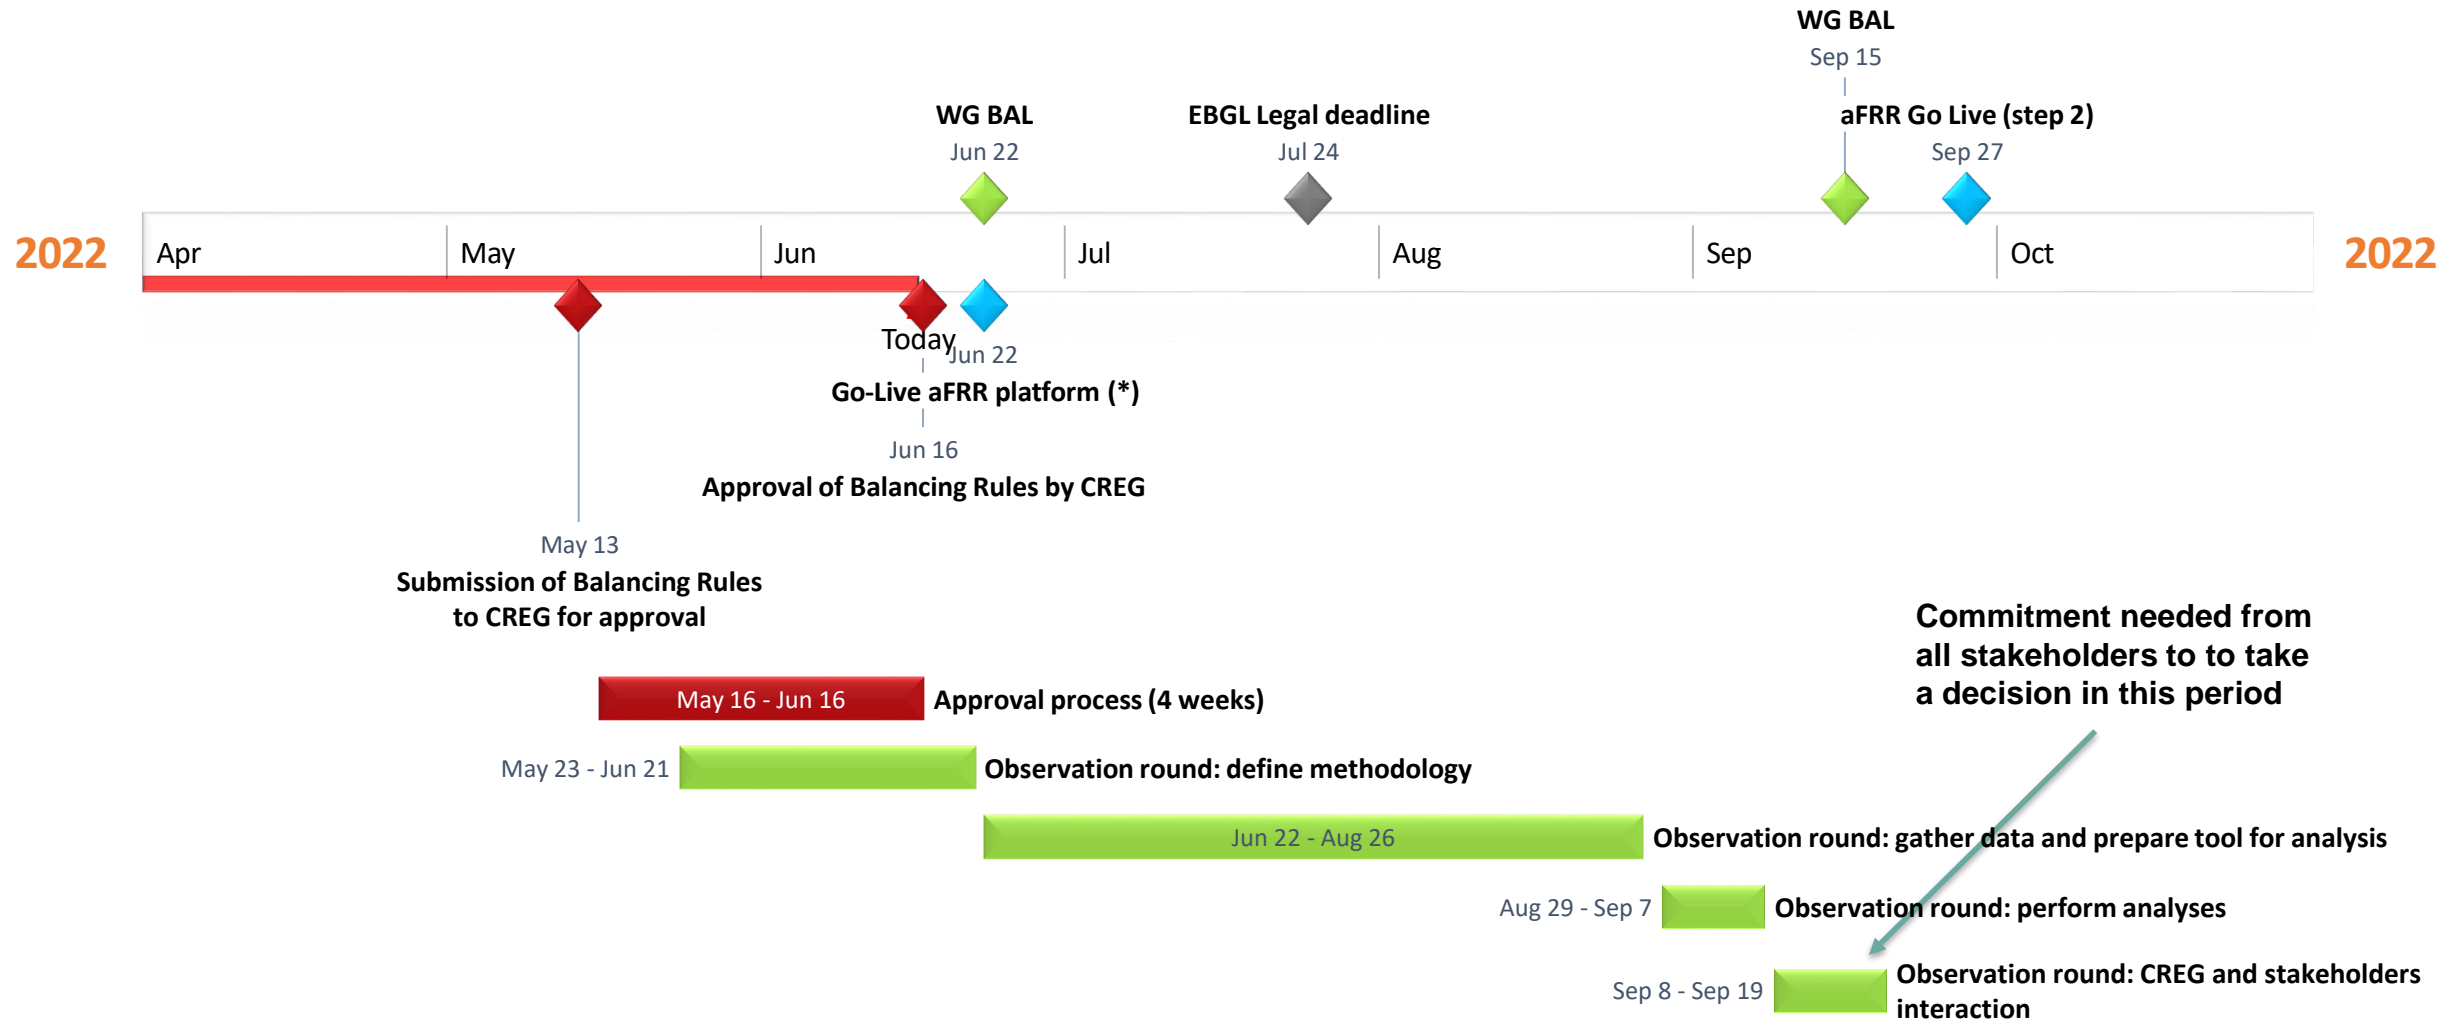 WG BAL
Sep 15
WG BAL
Jun 22
EBGL Legal deadline
Jul 24
aFRR Go Live (step 2)
Sep 27
2022
Apr
May
Jun
Jul
Aug
Sep
Oct
2022
Today
Jun 22
Go-Live aFRR platform (*)
Jun 16
Approval of Balancing Rules by CREG
May 13
Submission of Balancing Rules
to CREG for approval
Commitment needed from
all stakeholders to to take
a decision in this period
May 16 - Jun 16
Approval process (4 weeks)
May 23 - Jun 21
Observation round: define methodology
Jun 22 - Aug 26
Observation round: gather data and prepare tool for analysis
Aug 29 - Sep 7
Observation round: perform analyses
Sep 8 - Sep 19
Observation round: CREG and stakeholders
interaction